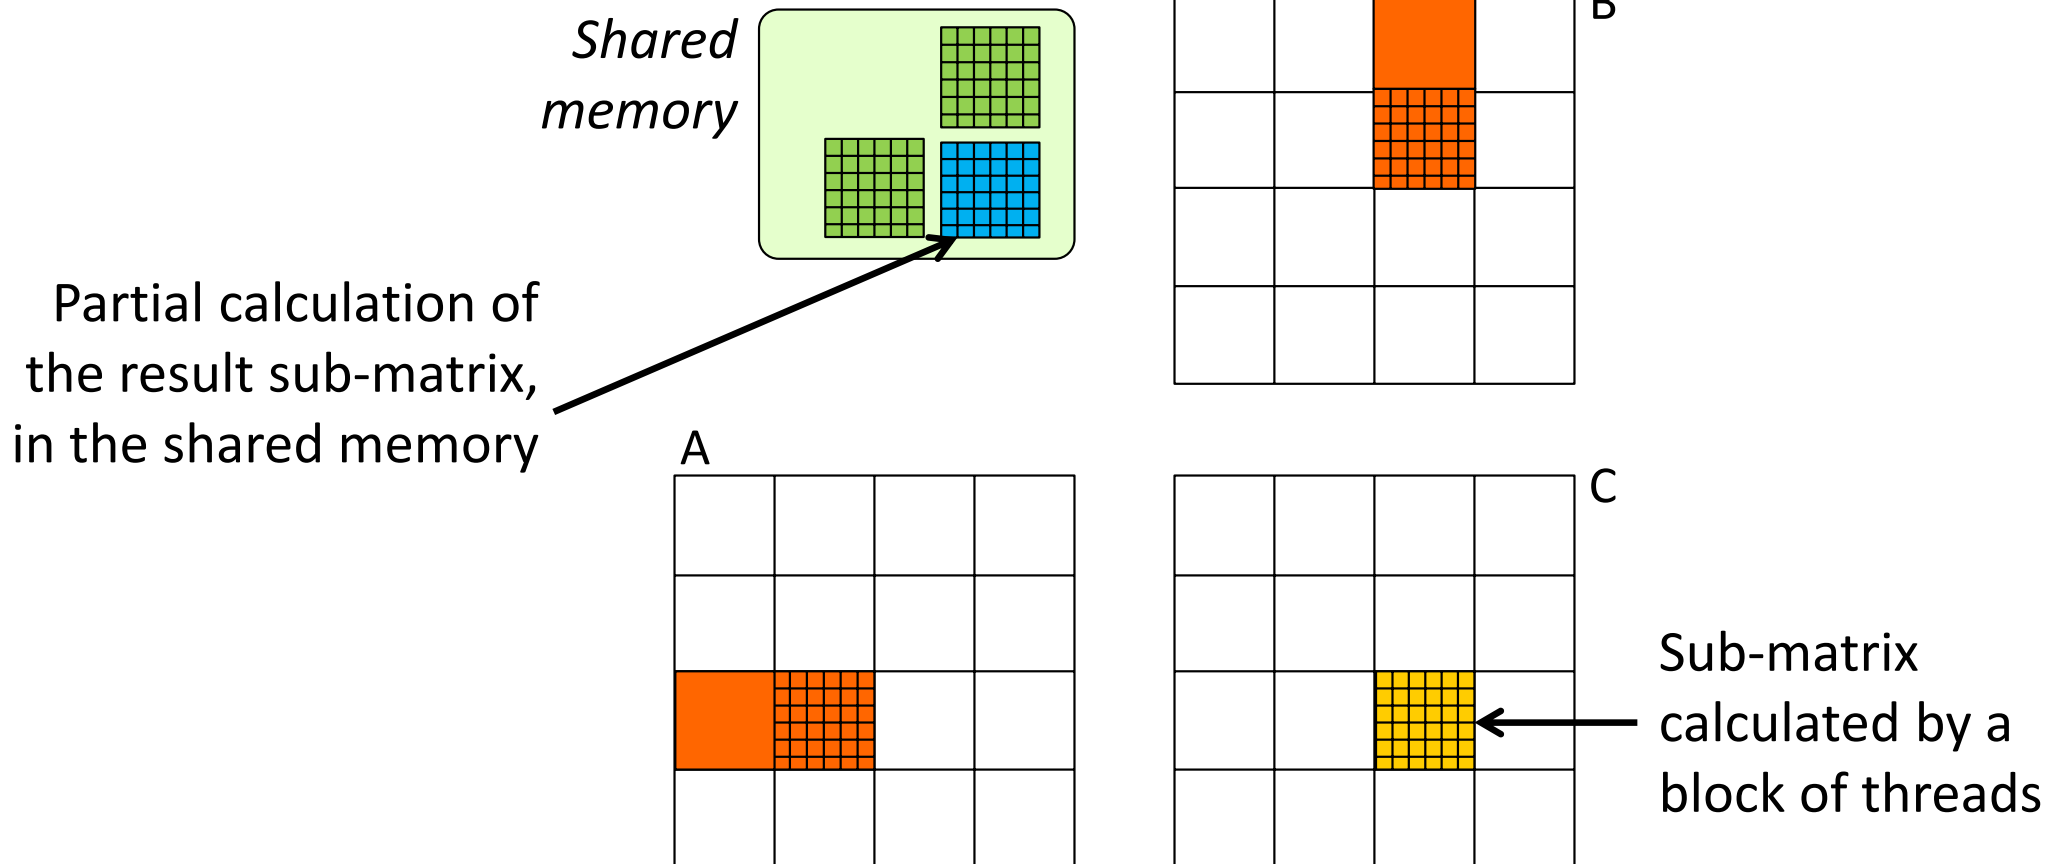 Shared
memory
B
Partial calculation of
the result sub-matrix,
in the shared memory
A
C
Sub-matrix
calculated by a
block of threads